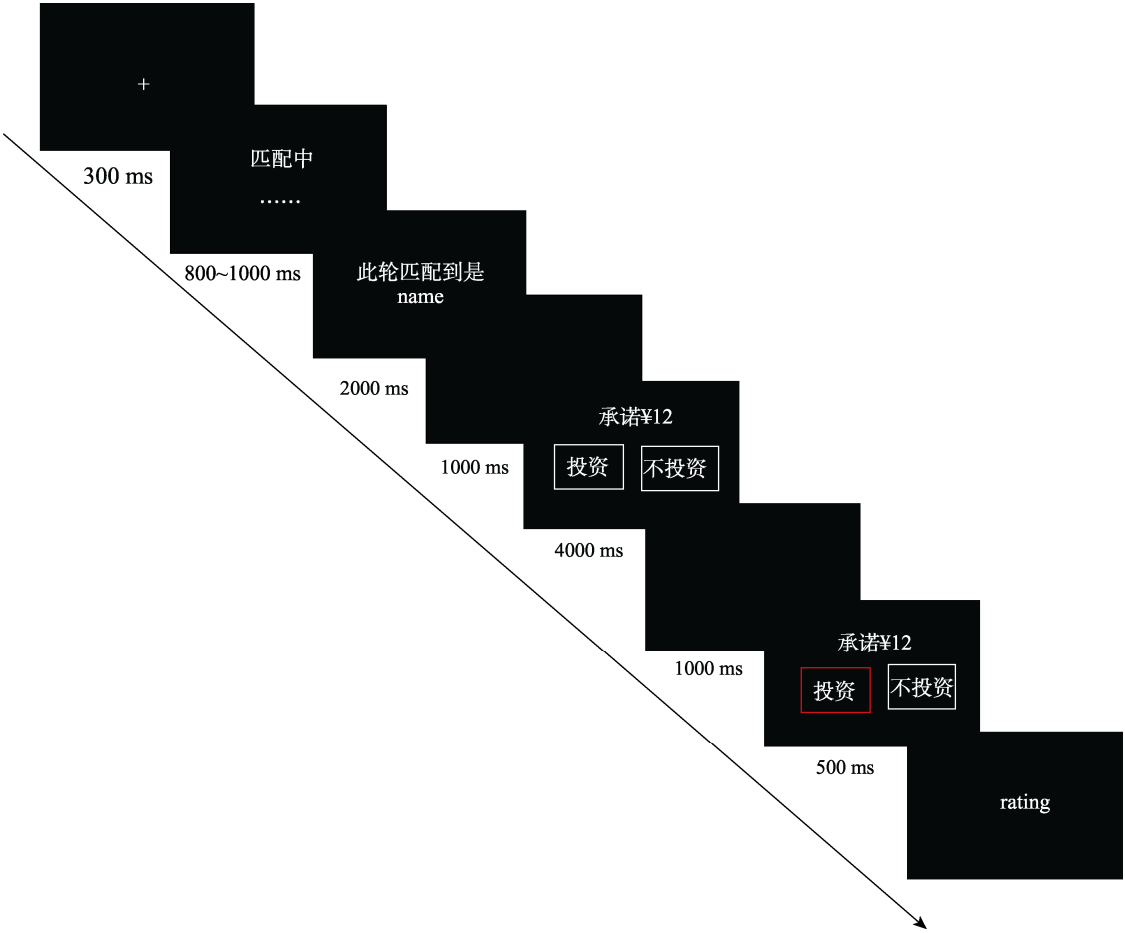 +
300 ms
匹配中
……
800~1000 ms
此轮匹配到是
name
2000 ms
1000 ms
承诺¥12
投资 不投资
4000 ms
1000 ms
承诺¥12
投资 不投资
500 ms
rating